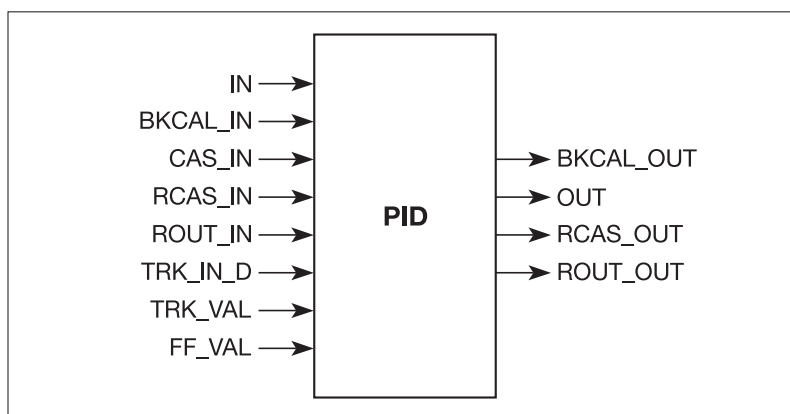 IN
BKCAL_IN
CAS_IN
RCAS_IN
ROUT_IN
TRK_IN_D
TRK_VAL
FF_VAL
PID
BKCAL_OUT
OUT
RCAS_OUT
ROUT_OUT